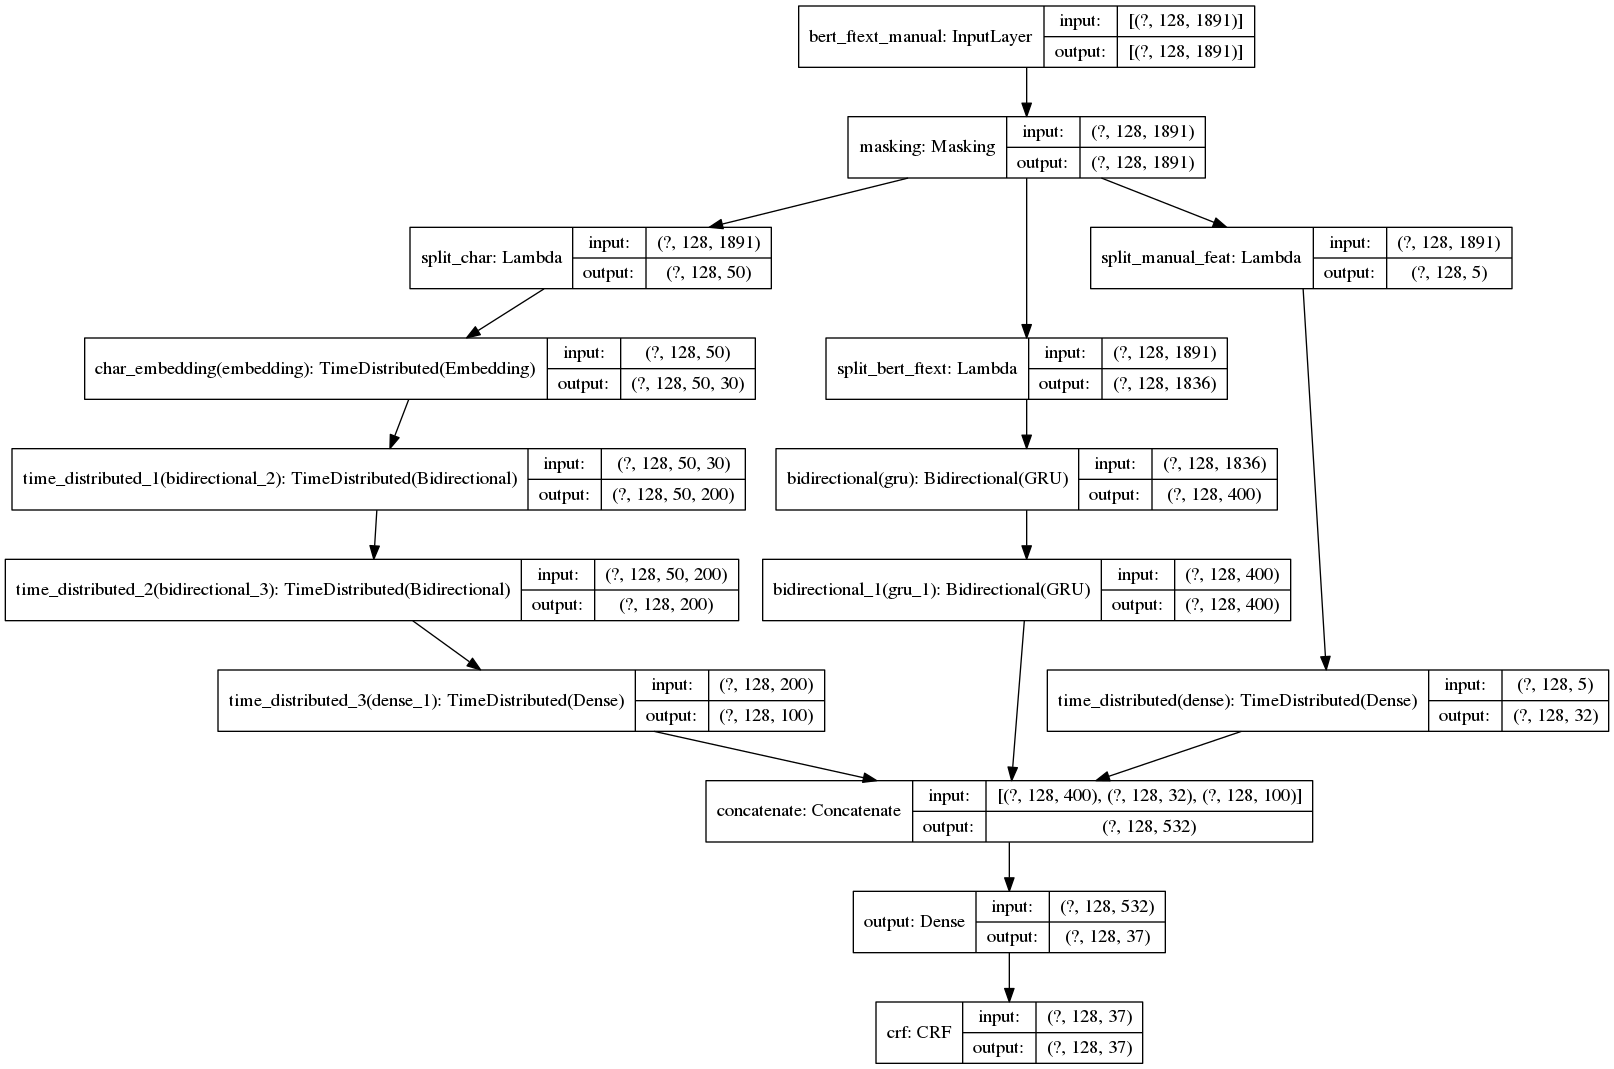 bert_ftext_manual: InputLayer
input: [(?, 128, 1891)]
output: [(?, 128, 1891)]
masking: Masking
input: (?, 128, 1891)
output: (?, 128, 1891)
split_char: Lambda
input: (?, 128, 1891)
output: (?, 128, 50)
split_manual_feat: Lambda
input: (?, 128, 1891)
output: (?, 128, 5)
char_embedding(embedding): TimeDistributed(Embedding)
input: (?, 128, 50)
output: (?, 128, 50, 30)
split_bert_ftext: Lambda
input: (?, 128, 1891)
output: (?, 128, 1836)
time_distributed_1(bidirectional_2): TimeDistributed(Bidirectional)
input: (?, 128, 50, 30)
output: (?, 128, 50, 200)
bidirectional(gru): Bidirectional(GRU)
input: (?, 128, 1836)
output: (?, 128, 400)
time_distributed_2(bidirectional_3): TimeDistributed(Bidirectional)
input: (?, 128, 50, 200)
output: (?, 128, 200)
bidirectional_1(gru_1): Bidirectional(GRU)
input: (?, 128, 400)
output: (?, 128, 400)
time_distributed_3(dense_1): TimeDistributed(Dense)
input: (?, 128, 200)
output: (?, 128, 100)
time_distributed(dense): TimeDistributed(Dense)
input: (?, 128, 5)
output: (?, 128, 32)
concatenate: Concatenate
input: [(?, 128, 400), (?, 128, 32), (?, 128, 100)]
output: (?, 128, 532)
output: Dense
input: (?, 128, 532)
output: (?, 128, 37)
crf: CRF
input: (?, 128, 37)
output: (?, 128, 37)